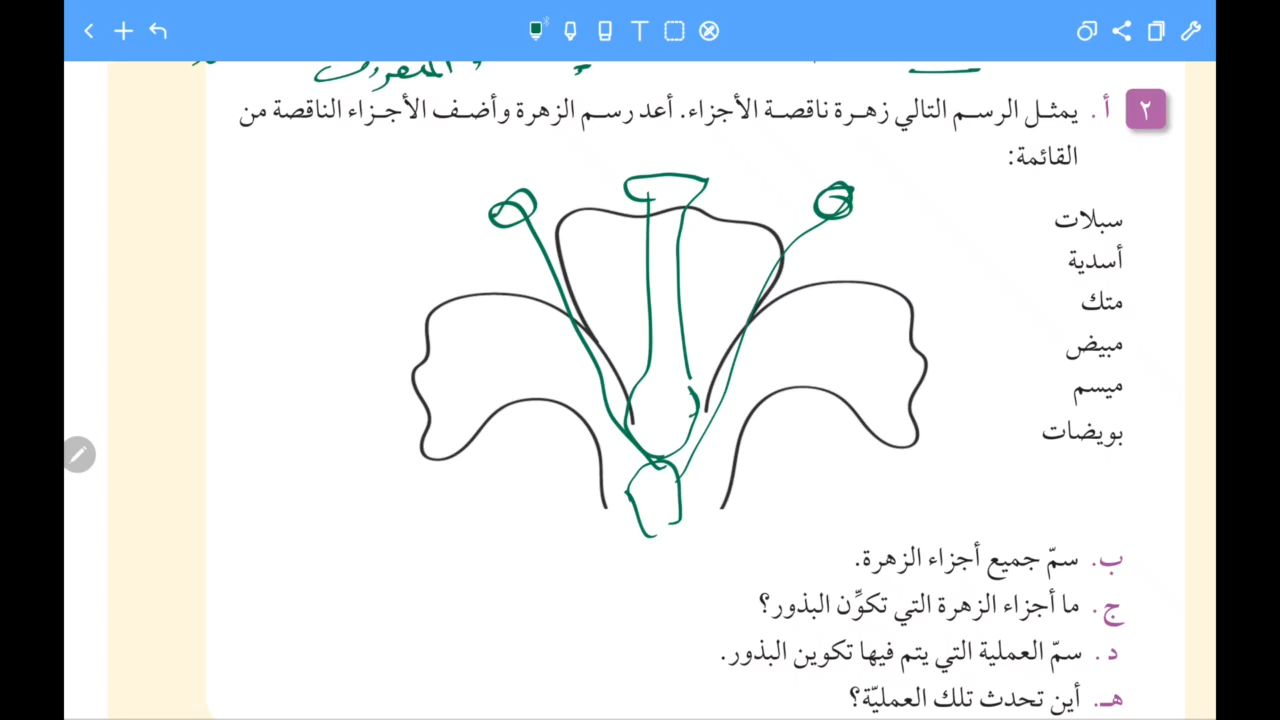 ٢ أ. يمثل الرسم التالي زهرة ناقصة الأجزاء. أعد رسم الزهرة وأضف الأجزاء الناقصة من
القائمة:
سبلات
أسدية
متك
مبيض
ميسم
بويضات
ب. سمّ جميع أجزاء الزهرة.
ج. ما أجزاء الزهرة التي تكوِّن البذور؟
د. سمّ العملية التي يتم فيها تكوين البذور.
هـ. أين تحدث تلك العمليّة؟